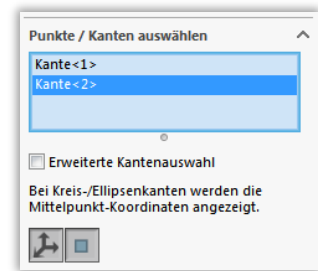 Punkte / Kanten auswählen
Kante<1>
Kante<2>
Erweiterte Kantenauswahl
Bei Kreis-/Ellipsenkanten werden die
Mittelpunkt-Koordinaten angezeigt.